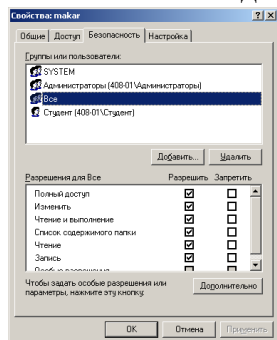 Свойства: makar
Общие Доступ Безопасность Настройка
Группы или пользователи:
SYSTEM
Администраторы (408-01\Администраторы)
Все
Студент (408-01\Студент)
Добавить... Удалить
Разрешения для Все Разрешить Запретить
Полный доступ
Изменить
Чтение и выполнение
Список содержимого папки
Чтение
Запись
Особые разрешения
Чтобы задать особые разрешения или
параметры, нажмите эту кнопку. Дополнительно
OK Отмена Применить